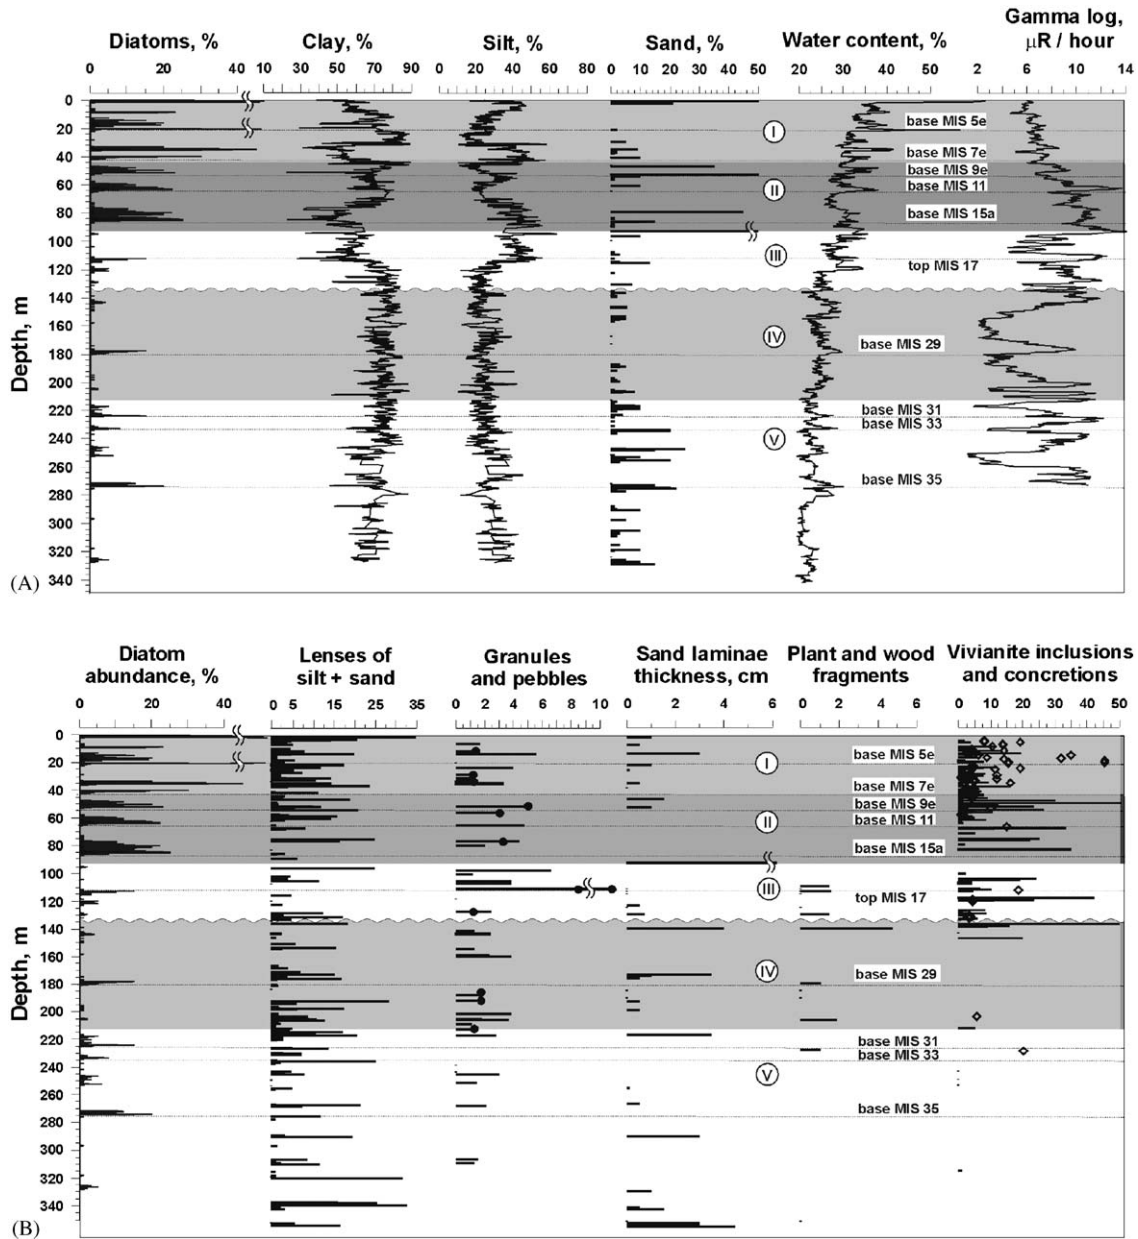 Diatoms, %
Clay, %
Silt, %
Sand, %
Water content, %
Gamma log,
μR / hour
0 20 40
10 30 50 70 90
0 20 40 60 80
0 10 20 30 40 50
20 30 40 50
2 6 10 14
Depth, m
0
20
40
60
80
100
120
140
160
180
200
220
240
260
280
300
320
340
I
II
III
IV
V
base MIS 5e
base MIS 7e
base MIS 9e
base MIS 11
base MIS 15a
top MIS 17
base MIS 29
base MIS 31
base MIS 33
base MIS 35
(A)
Diatom
abundance, %
Lenses of
silt + sand
Granules
and pebbles
Sand laminae
thickness, cm
Plant and wood
fragments
Vivianite inclusions
and concretions
0 20 40
0 5 15 25 35
0 2 4 6 8 10
0 2 4 6
0 2 4 6
0 10 20 30 40 50
Depth, m
0
20
40
60
80
100
120
140
160
180
200
220
240
260
280
300
320
340
I
II
III
IV
V
base MIS 5e
base MIS 7e
base MIS 9e
base MIS 11
base MIS 15a
top MIS 17
base MIS 29
base MIS 31
base MIS 33
base MIS 35
(B)